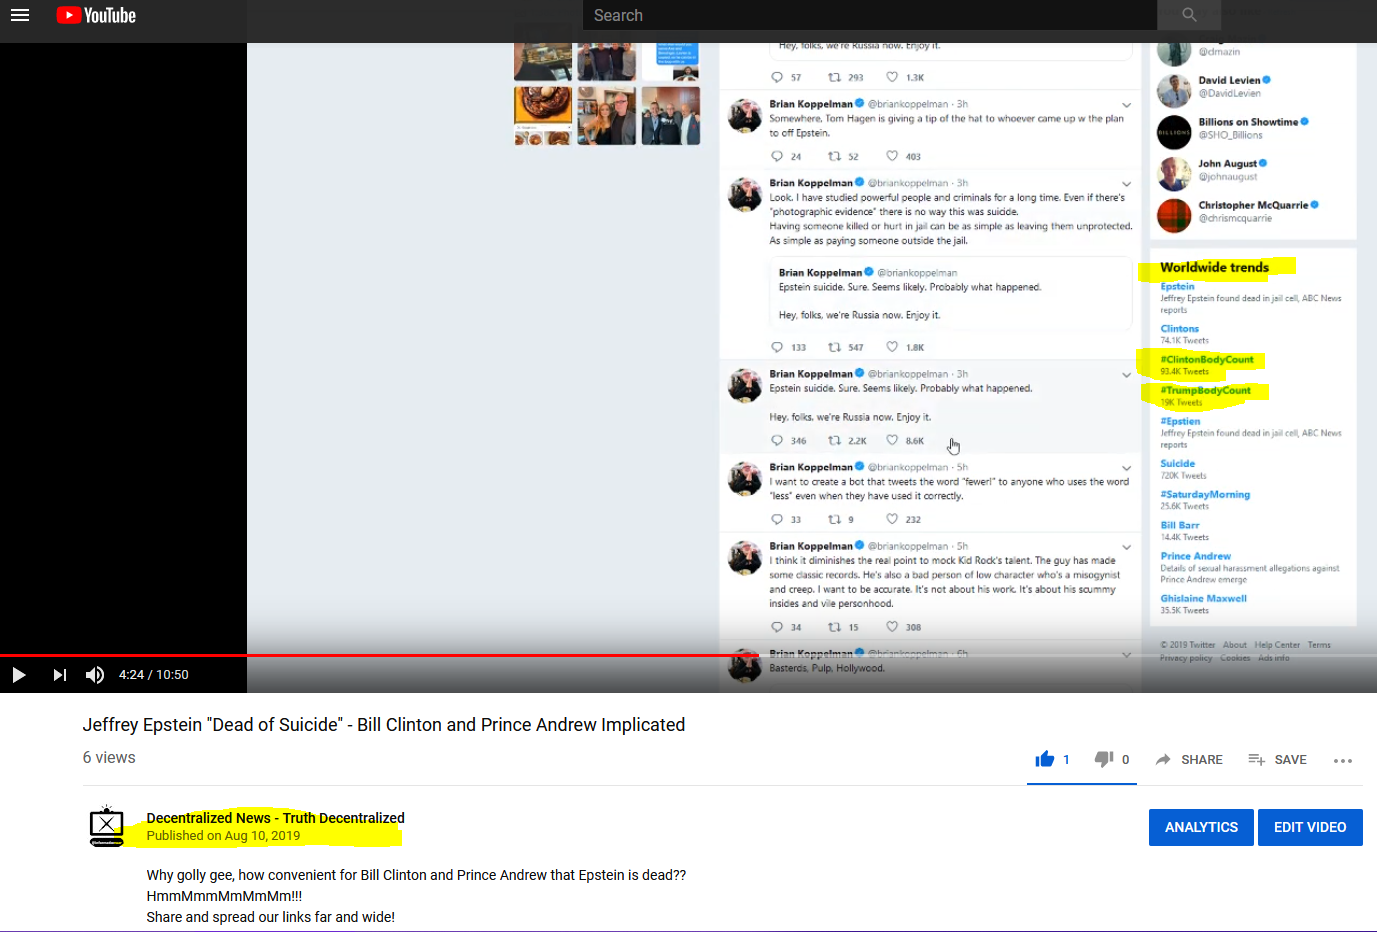 YouTube
Search
Hey, folks, we're Russia now. Enjoy it.
57 293 1.3K
Brian Koppelman @briankoppelman · 3h
Somewhere, Tom Hagen is giving a tip of the hat to whoever came up w the plan
to off Epstein.
24 52 403
Brian Koppelman @briankoppelman · 3h
Look. I have studied powerful people and criminals for a long time. Even if there's
"photographic evidence" there is no way this was suicide.
Having someone killed or hurt in jail can be as simple as leaving them unprotected.
As simple as paying someone outside the jail.
Brian Koppelman @briankoppelman
Epstein suicide. Sure. Seems likely. Probably what happened.
Hey, folks, we're Russia now. Enjoy it.
133 547 1.8K
Brian Koppelman @briankoppelman · 3h
Epstein suicide. Sure. Seems likely. Probably what happened.
Hey, folks, we're Russia now. Enjoy it.
346 2.2K 8.6K
Brian Koppelman @briankoppelman · 5h
I want to create a bot that tweets the word "fewer!" to anyone who uses the word
"less" even when they have used it correctly.
33 9 232
Brian Koppelman @briankoppelman · 5h
I think it diminishes the real point to mock Kid Rock's talent. The guy has made
some classic records. He's also a bad person of low character who's a misogynist
and creep. I want to be accurate. It's not about his work. It's about his scummy
insides and vile personhood.
34 15 308
Brian Koppelman @briankoppelman · 6h
Basterds, Pulp, Hollywood.
@dmazin
David Levien
@DavidLevien
BILLIONS
Billions on Showtime
@SHO_Billions
John August
@johnaugust
Christopher McQuarrie
@chrismcquarrie
Worldwide trends
Epstein
Jeffrey Epstein found dead in jail cell, ABC News
reports
Clintons
74.1K Tweets
#ClintonBodyCount
93.4K Tweets
#TrumpBodyCount
19K Tweets
#Epstien
Jeffrey Epstein found dead in jail cell, ABC News
reports
Suicide
720K Tweets
#SaturdayMorning
25.6K Tweets
Bill Barr
14.4K Tweets
Prince Andrew
Details of sexual harassment allegations against
Prince Andrew emerge
Ghislaine Maxwell
35.5K Tweets
© 2019 Twitter About Help Center Terms
Privacy policy Cookies Ads info
4:24 / 10:50
Jeffrey Epstein "Dead of Suicide" - Bill Clinton and Prince Andrew Implicated
6 views
1 0 SHARE SAVE
Decentralized News - Truth Decentralized
Published on Aug 10, 2019
ANALYTICS EDIT VIDEO
Why golly gee, how convenient for Bill Clinton and Prince Andrew that Epstein is dead??
HmmMmmMmMmMm!!!
Share and spread our links far and wide!